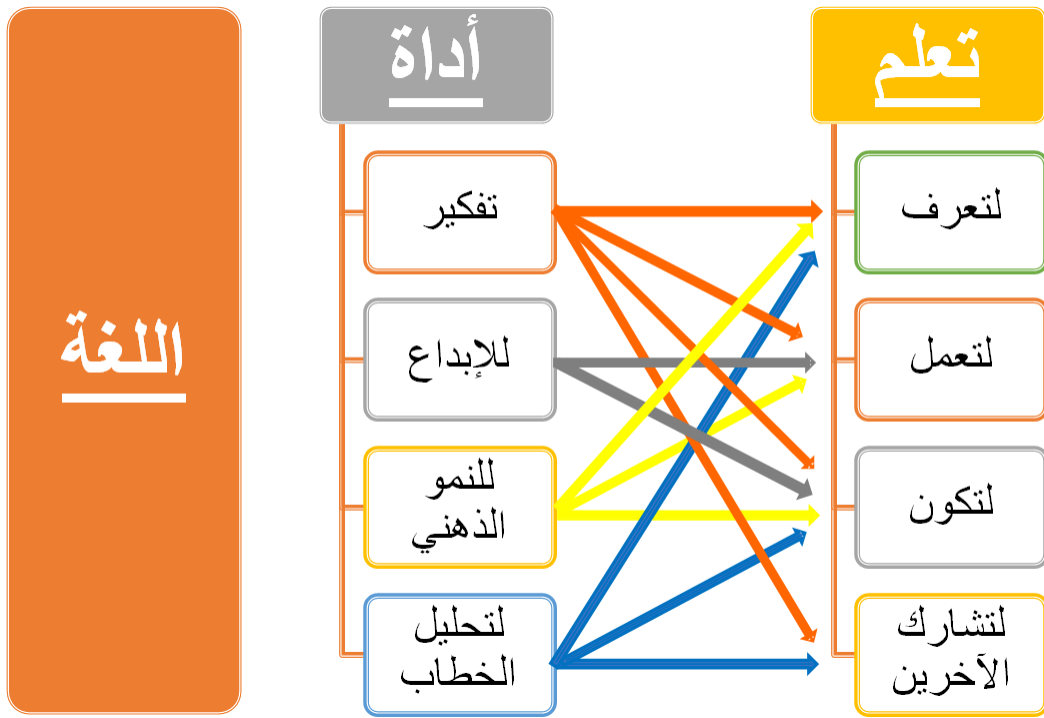 تعلم
لتعرف
لتعمل
لتكون
لتشارك
الآخرين
أداة
تفكير
للإبداع
للنمو
الذهني
لتحليل
الخطاب
اللغة